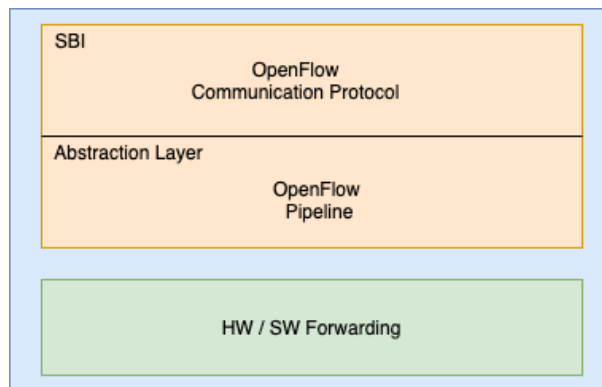 SBI
OpenFlow
Communication Protocol
Abstraction Layer
OpenFlow
Pipeline
HW / SW Forwarding